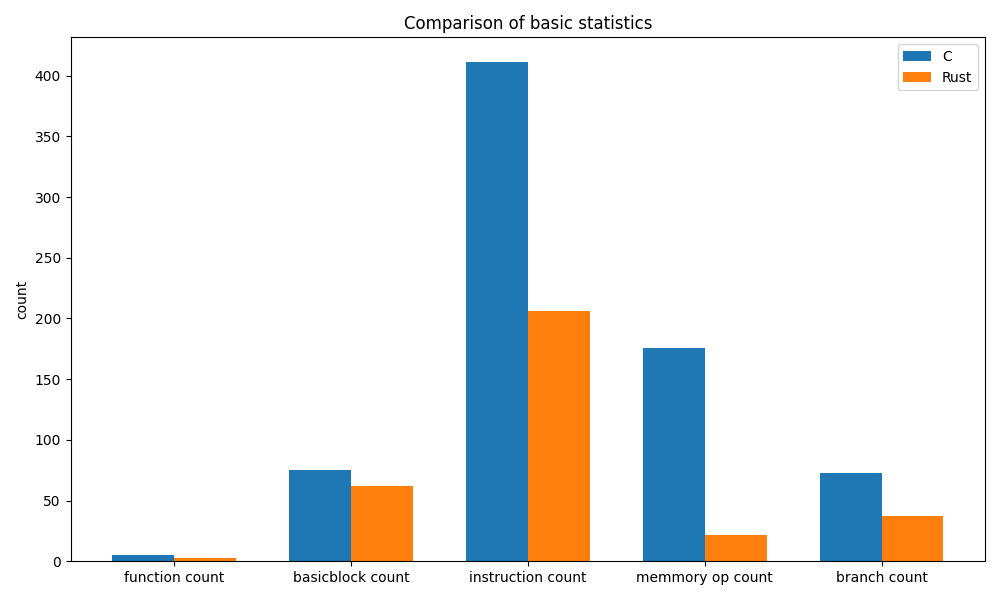 Comparison of basic statistics
C
Rust
count
400
350
300
250
200
150
100
50
0
function count
basicblock count
instruction count
memmory op count
branch count